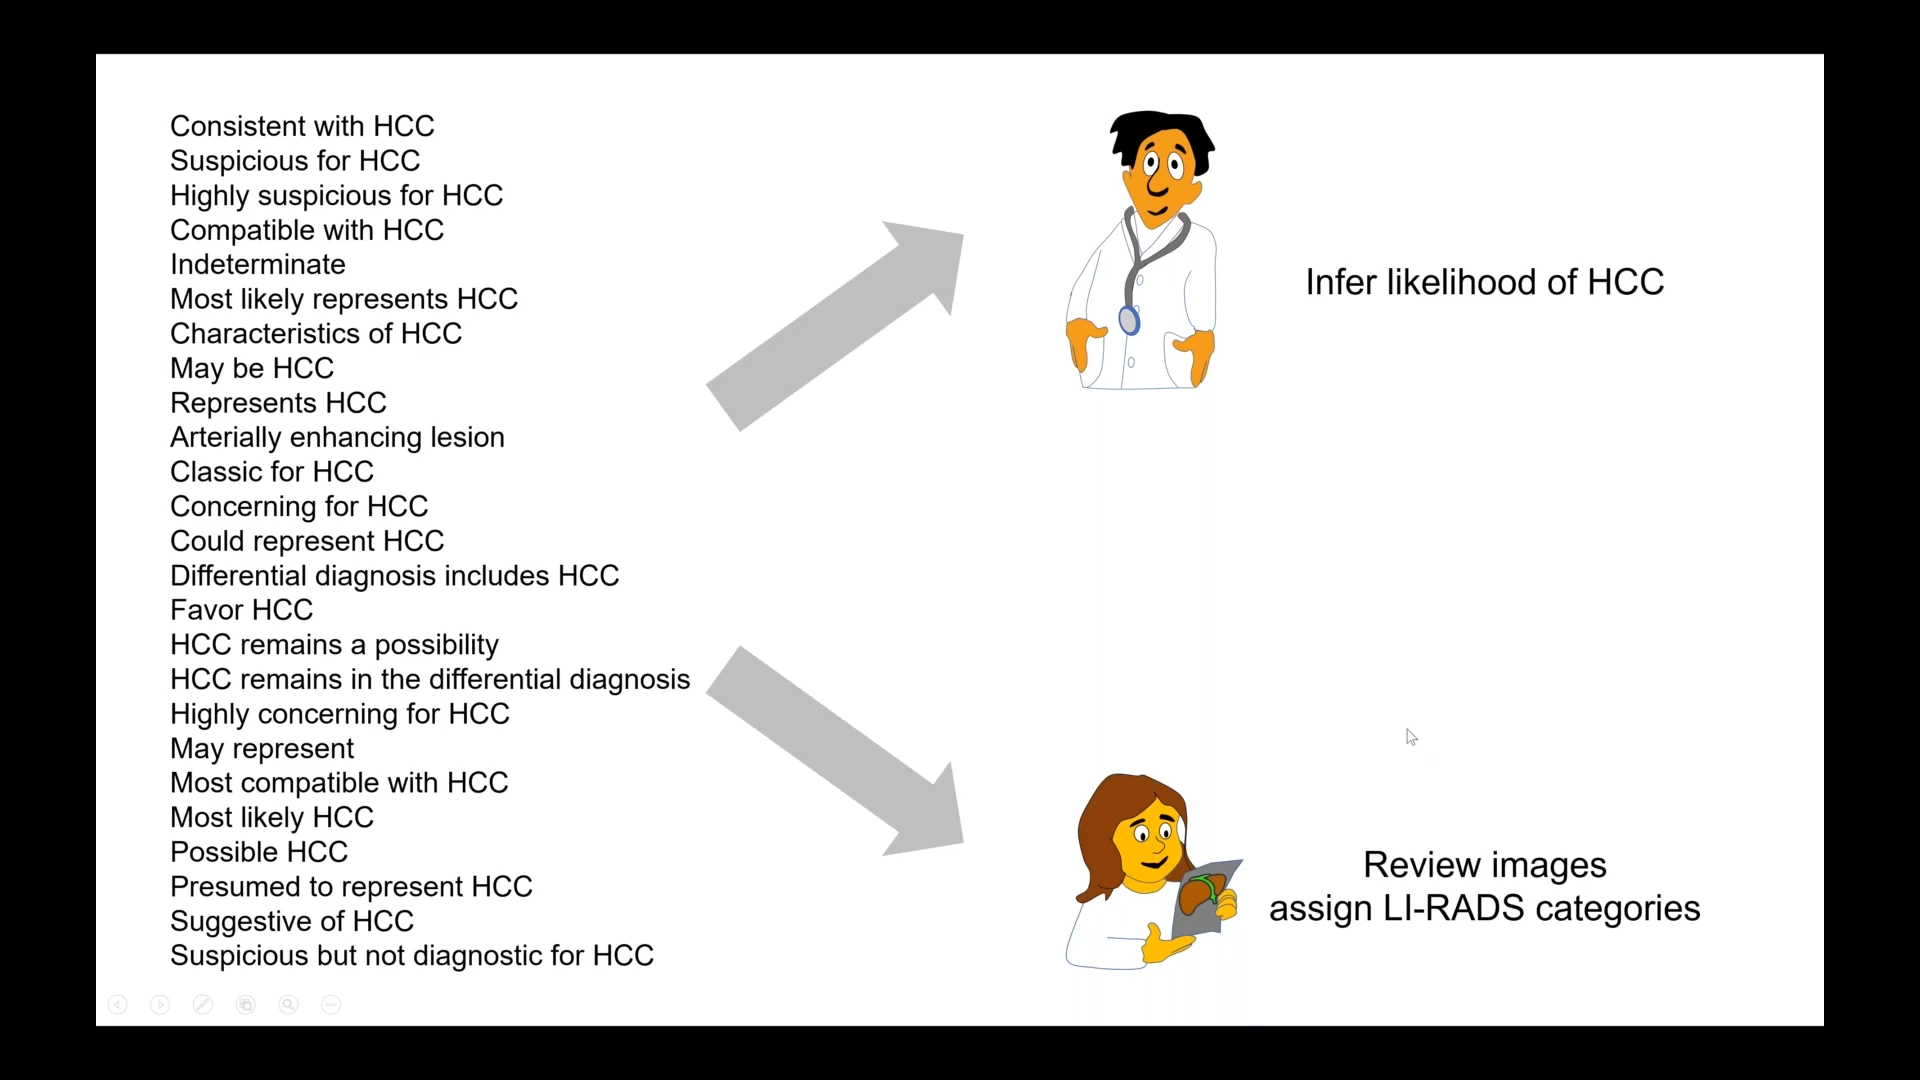 Consistent with HCC
Suspicious for HCC
Highly suspicious for HCC
Compatible with HCC
Indeterminate
Most likely represents HCC
Characteristics of HCC
May be HCC
Represents HCC
Arterially enhancing lesion
Classic for HCC
Concerning for HCC
Could represent HCC
Differential diagnosis includes HCC
Favor HCC
HCC remains a possibility
HCC remains in the differential diagnosis
Highly concerning for HCC
May represent
Most compatible with HCC
Most likely HCC
Possible HCC
Presumed to represent HCC
Suggestive of HCC
Suspicious but not diagnostic for HCC
Infer likelihood of HCC
Review images
assign LI-RADS categories